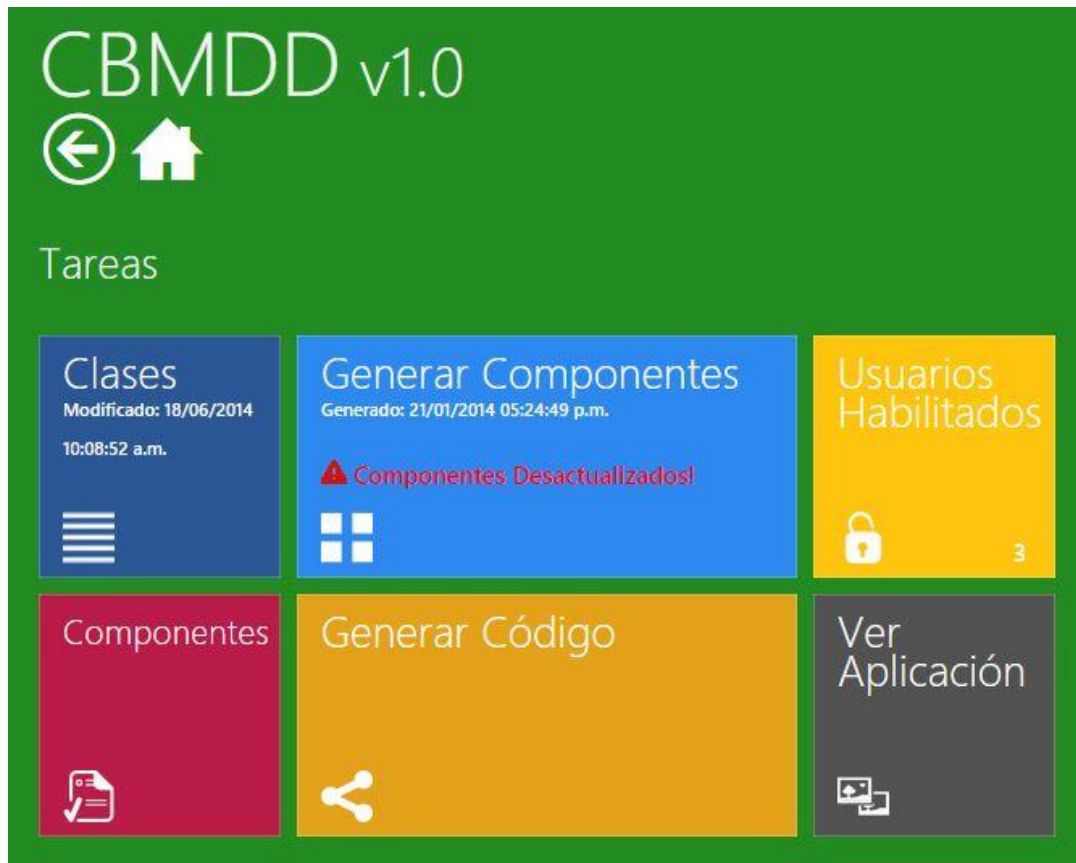 CBMDD v1.0
Tareas
Clases
Modificado: 18/06/2014
10:08:52 a.m.
Generar Componentes
Generado: 21/01/2014 05:24:49 p.m.
Componentes Desactualizados!
Usuarios
Habilitados
3
Componentes
Generar Código
Ver
Aplicación